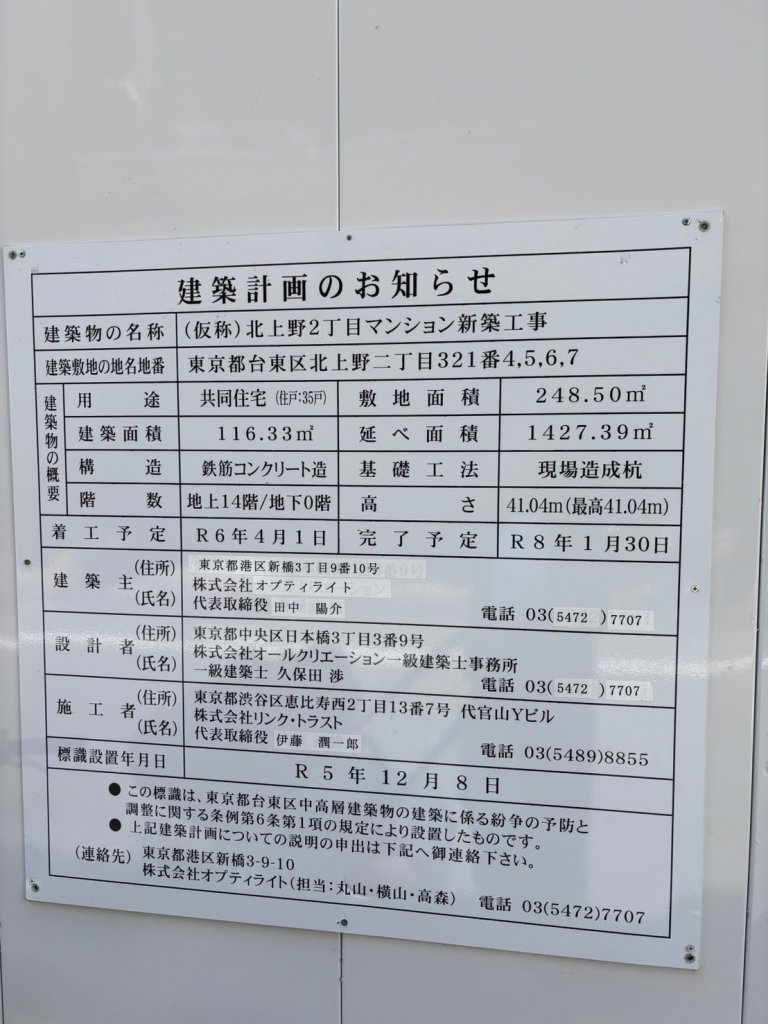 建築計画のお知らせ
建築物の名称 (仮称)北上野2丁目マンション新築工事
建築敷地の地名地番 東京都台東区北上野二丁目321番4,5,6,7
建築物の概要
用途 共同住宅(住戸:35戸) 敷地面積 248.50㎡
建築面積 116.33㎡ 延べ面積 1427.39㎡
構造 鉄筋コンクリート造 基礎工法 現場造成杭
階数 地上14階/地下0階 高さ 41.04m(最高41.04m)
着工予定 R6年4月1日 完了予定 R8年1月30日
建築主 (住所) 東京都港区新橋3丁目9番10号
(氏名) 株式会社オプティライト
代表取締役 田中 陽介 電話 03(5472)7707
設計者 (住所) 東京都中央区日本橋3丁目3番9号
(氏名) 株式会社オールクリエーション一級建築士事務所
一級建築士 久保田 渉 電話 03(5472)7707
施工者 (住所) 東京都渋谷区恵比寿西2丁目13番7号 代官山Yビル
(氏名) 株式会社リンク・トラスト
代表取締役 伊藤 潤一郎 電話 03(5489)8855
標識設置年月日 R5年12月8日
● この標識は、東京都台東区中高層建築物の建築に係る紛争の予防と
調整に関する条例第6条第1項の規定により設置したものです。
● 上記建築計画についての説明の申出は下記へ御連絡下さい。
(連絡先) 東京都港区新橋3-9-10
株式会社オプティライト(担当:丸山・横山・高森) 電話 03(5472)7707